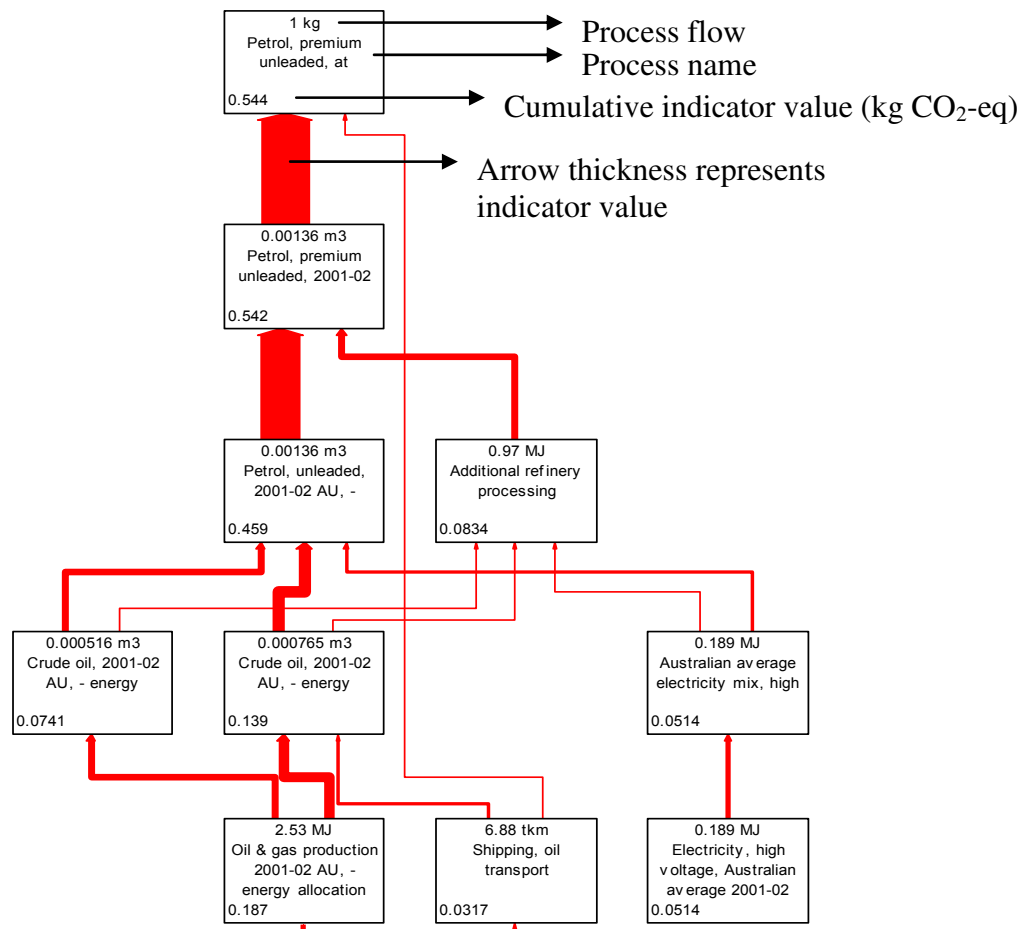 1 kg
Petrol, premium
unleaded, at
0.544
Process flow
Process name
Cumulative indicator value (kg CO₂-eq)
Arrow thickness represents
indicator value
0.00136 m3
Petrol, premium
unleaded, 2001-02
0.542
0.00136 m3
Petrol, unleaded,
2001-02 AU, -
0.459
0.97 MJ
Additional refinery
processing
0.0834
0.000516 m3
Crude oil, 2001-02
AU, - energy
0.0741
0.000765 m3
Crude oil, 2001-02
AU, - energy
0.139
0.189 MJ
Australian average
electricity mix, high
0.0514
2.53 MJ
Oil & gas production
2001-02 AU, -
energy allocation
0.187
6.88 tkm
Shipping, oil
transport
0.0317
0.189 MJ
Electricity, high
voltage, Australian
average 2001-02
0.0514